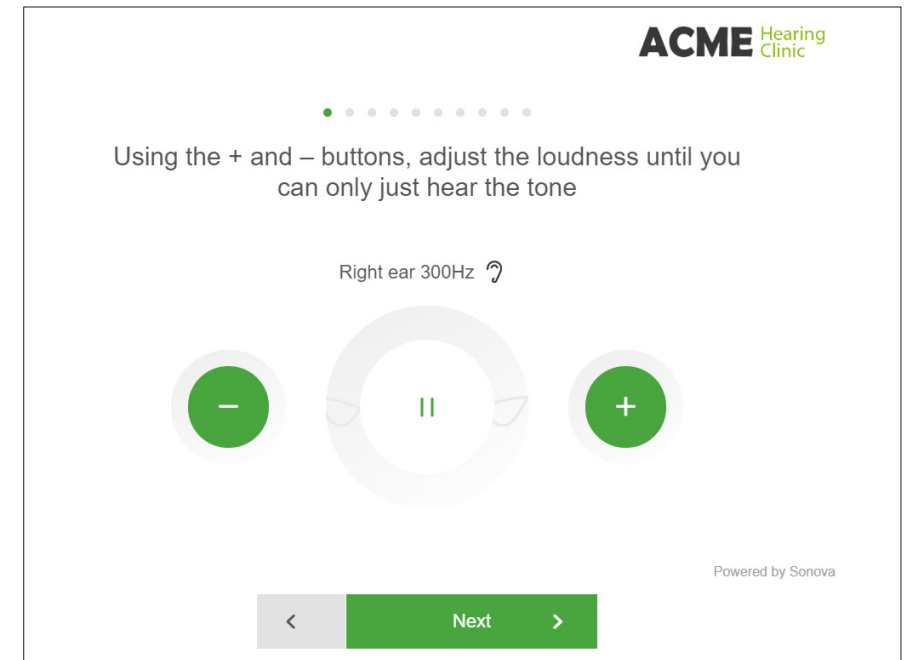 ACME Hearing
Clinic
Using the + and – buttons, adjust the loudness until you
can only just hear the tone
Right ear 300Hz
Powered by Sonova
Next